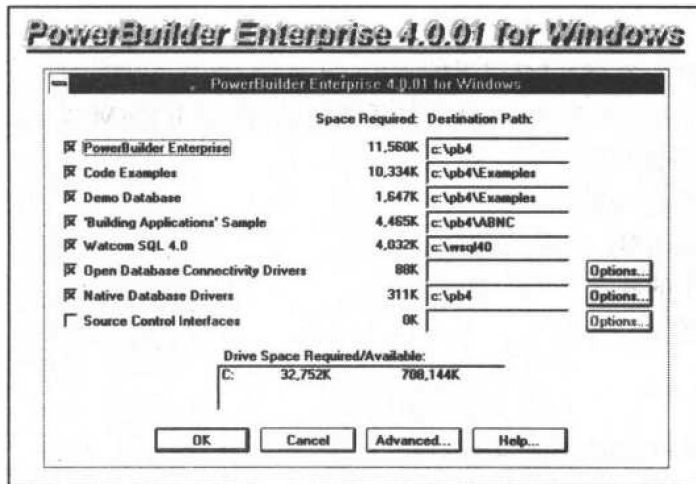 PowerBuilder Enterprise 4.0.01 for Windows
PowerBuilder Enterprise 4.0.01 for Windows
Space Required: Destination Path:
PowerBuilder Enterprise 11,560K c:\pb4
Code Examples 10,334K c:\pb4\Examples
Demo Database 1,647K c:\pb4\Examples
'Building Applications' Sample 4,465K c:\pb4\ABNC
Watcom SQL 4.0 4,032K c:\wsql40
Open Database Connectivity Drivers 88K Options...
Native Database Drivers 311K c:\pb4 Options...
Source Control Interfaces 0K Options...
Drive Space Required/Available:
C: 32,752K 708,144K
OK Cancel Advanced... Help...